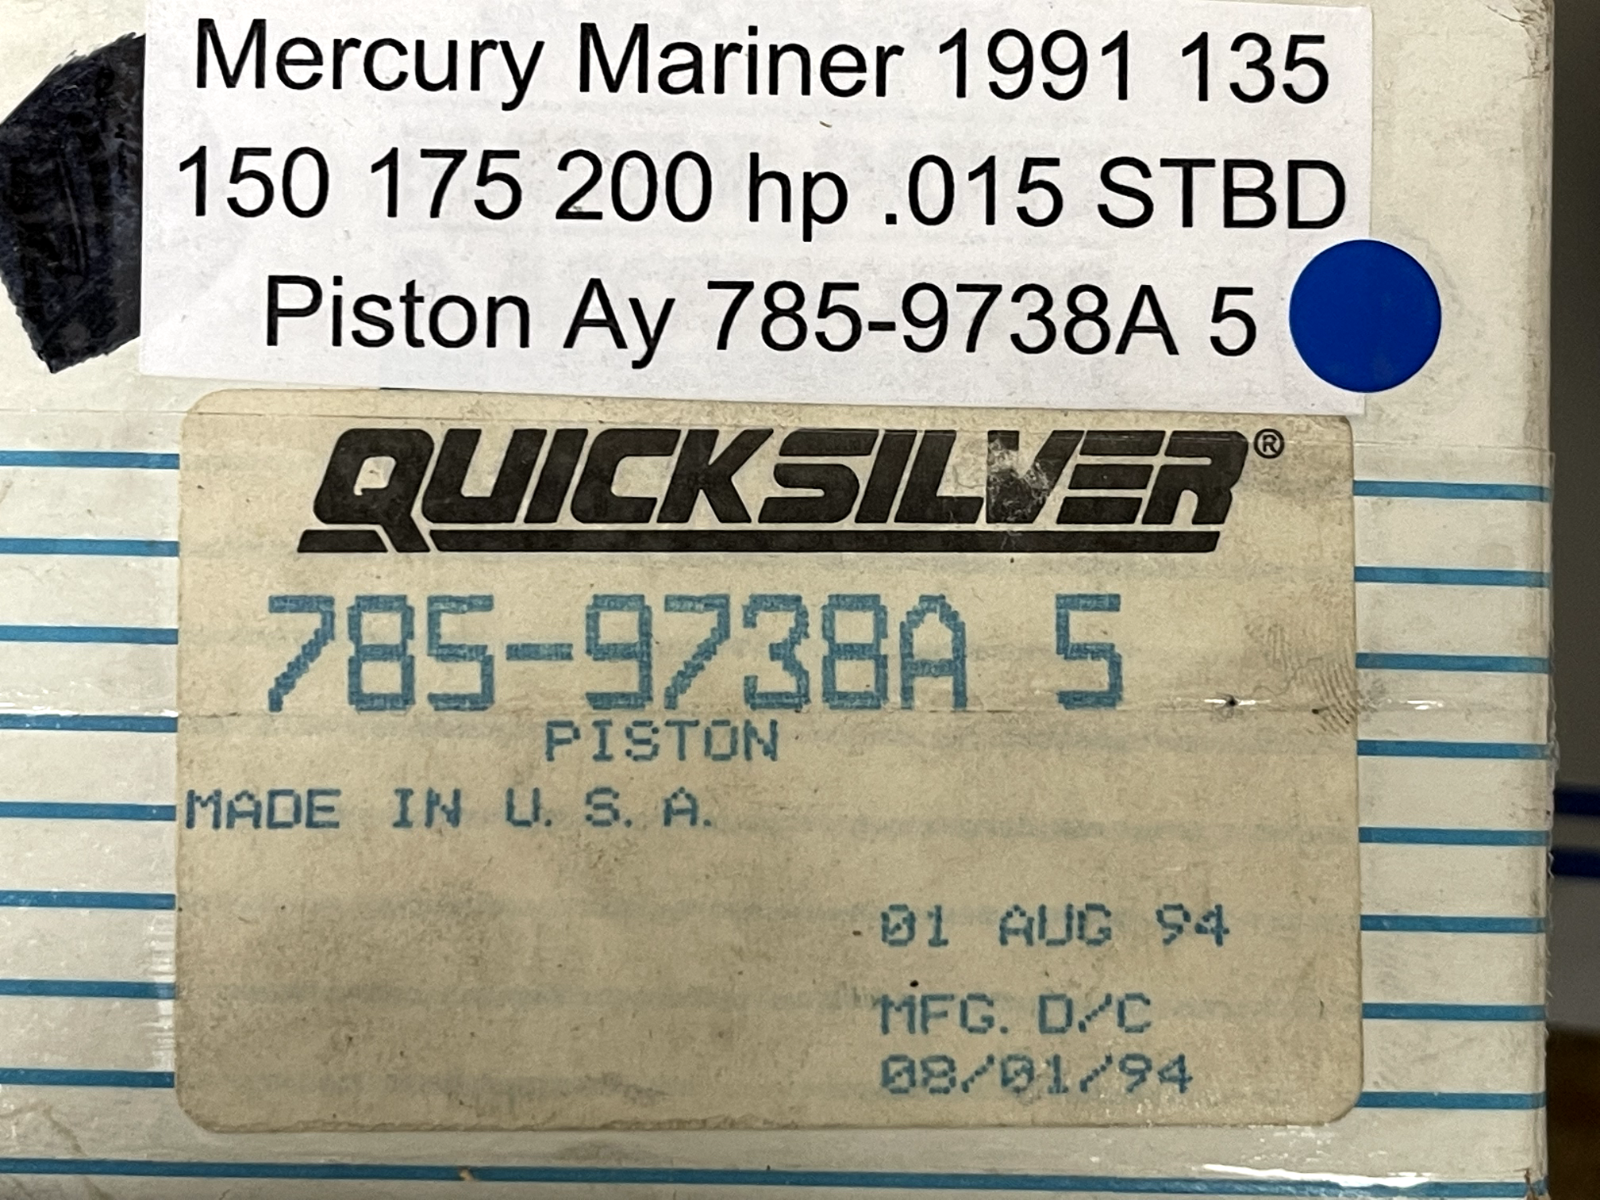 Mercury Mariner 1991 135
150 175 200 hp .015 STBD
Piston Ay 785-9738A 5
QUICKSILVER®
785-9738A 5
PISTON
MADE IN U.S.A.
01 AUG 94
MFG. D/C
08/01/94